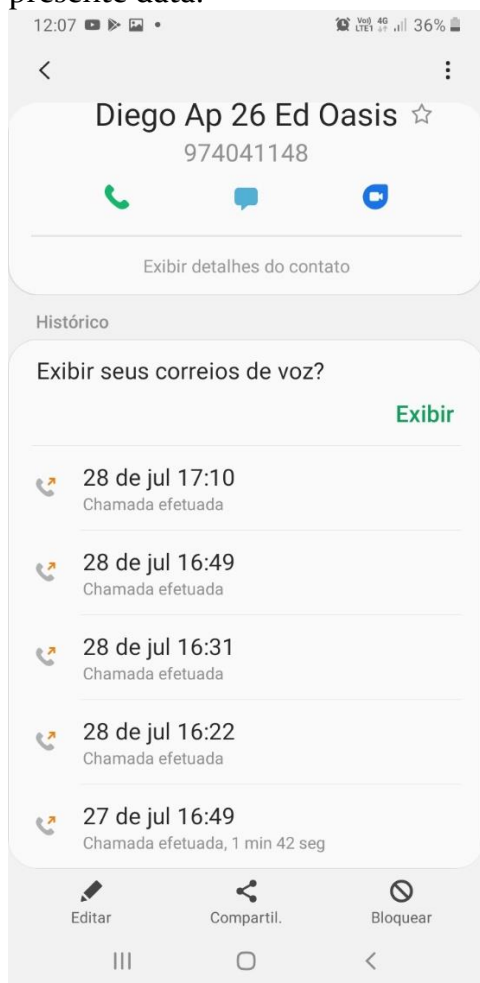 presente data.
12:07
Vo)) 4G
LTE1 36%
Diego Ap 26 Ed Oasis
974041148
Exibir detalhes do contato
Histórico
Exibir seus correios de voz?
Exibir
28 de jul 17:10
Chamada efetuada
28 de jul 16:49
Chamada efetuada
28 de jul 16:31
Chamada efetuada
28 de jul 16:22
Chamada efetuada
27 de jul 16:49
Chamada efetuada, 1 min 42 seg
Editar Compartil. Bloquear